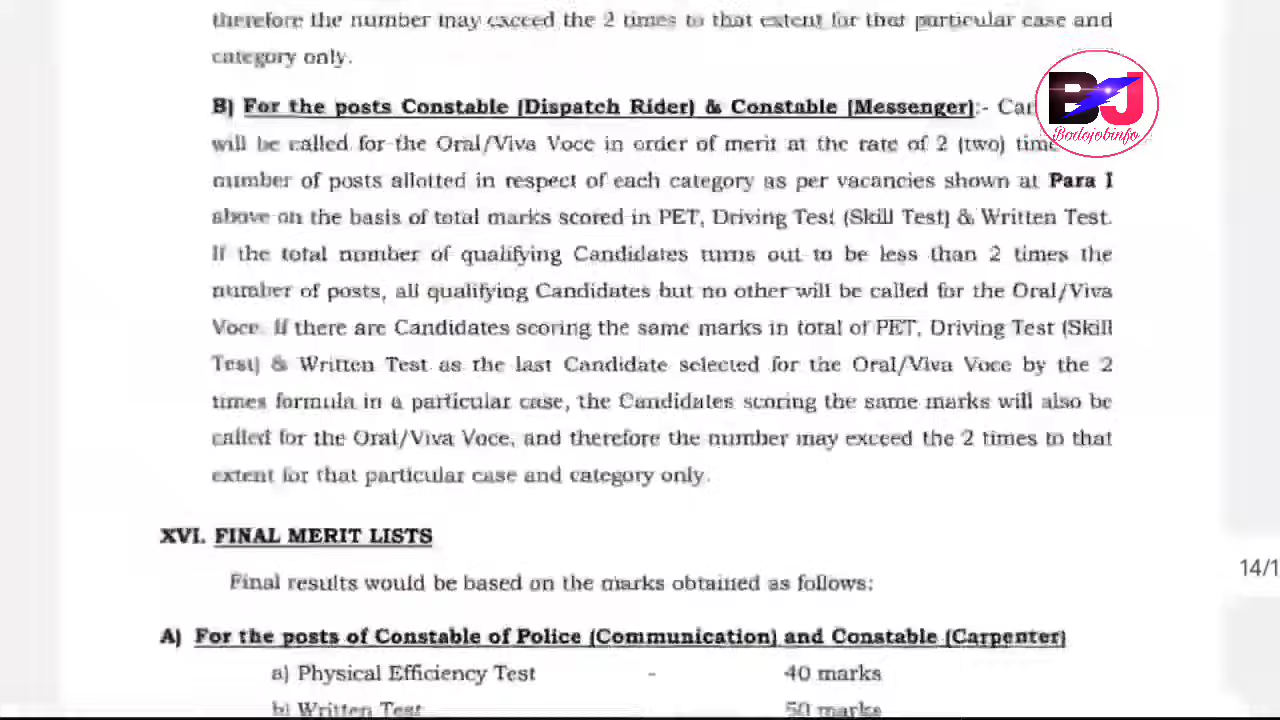 therefore the number may exceed the 2 times to that extent for that particular case and
category only.
B) For the posts Constable (Dispatch Rider) & Constable (Messenger):- Can
will be called for the Oral/Viva Voce in order of merit at the rate of 2 (two) time
number of posts allotted in respect of each category as per vacancies shown at Para I
above on the basis of total marks scored in PET, Driving Test (Skill Test) & Written Test.
If the total number of qualifying Candidates turns out to be less than 2 times the
number of posts, all qualifying Candidates but no other will be called for the Oral/Viva
Voce. If there are Candidates scoring the same marks in total of PET, Driving Test (Skill
Test) & Written Test as the last Candidate selected for the Oral/Viva Voce by the 2
times formula in a particular case, the Candidates scoring the same marks will also be
called for the Oral/Viva Voce, and therefore the number may exceed the 2 times to that
extent for that particular case and category only.
XVI. FINAL MERIT LISTS
Final results would be based on the marks obtained as follows:
A) For the posts of Constable of Police (Communication) and Constable (Carpenter)
a) Physical Efficiency Test - 40 marks
b) Written Test 50 marks
BJ
Bodojobinfo
14/1